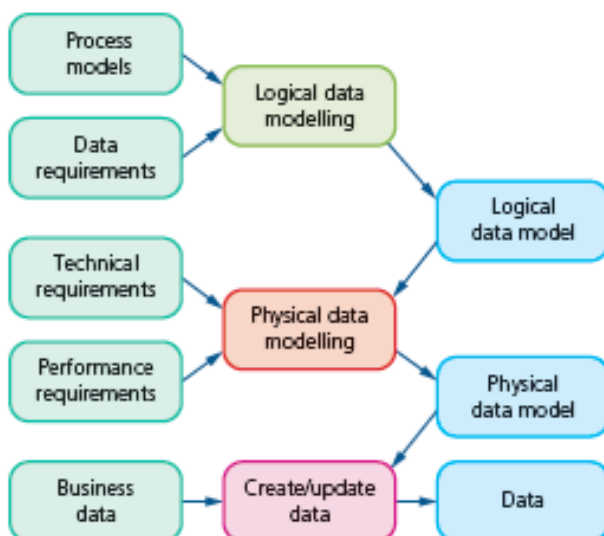 Process
models
Logical data
modelling
Data
requirements
Logical
data model
Technical
requirements
Physical data
modelling
Performance
requirements
Physical
data model
Business
data
Create/update
data
Data